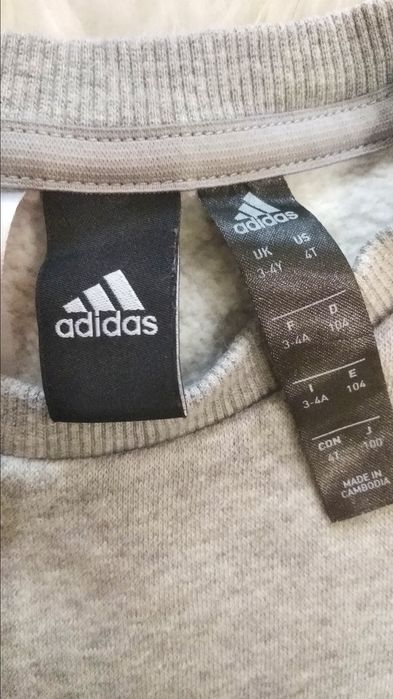 adidas
adidas
UK US
3-4Y 4T
F D
3-4A 104
I E
3-4A 104
CDN J
4T 100
MADE IN
CAMBODIA